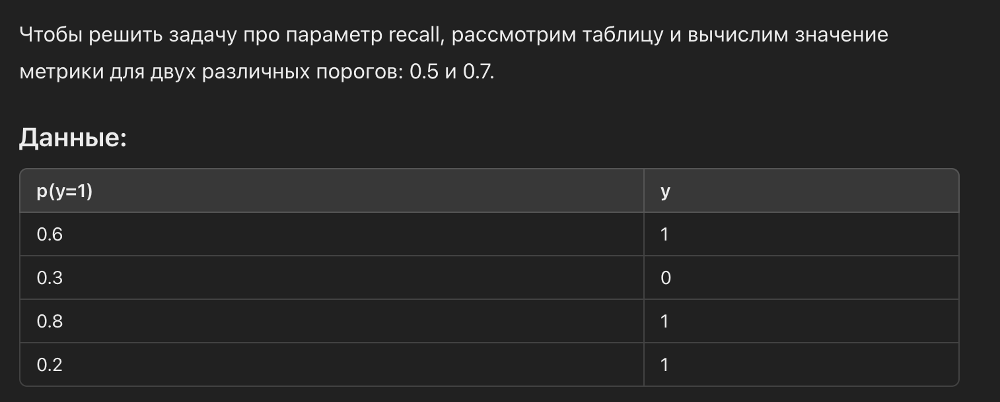 Чтобы решить задачу про параметр recall, рассмотрим таблицу и вычислим значение
метрики для двух различных порогов: 0.5 и 0.7.
Данные:
p(y=1) y
0.6 1
0.3 0
0.8 1
0.2 1